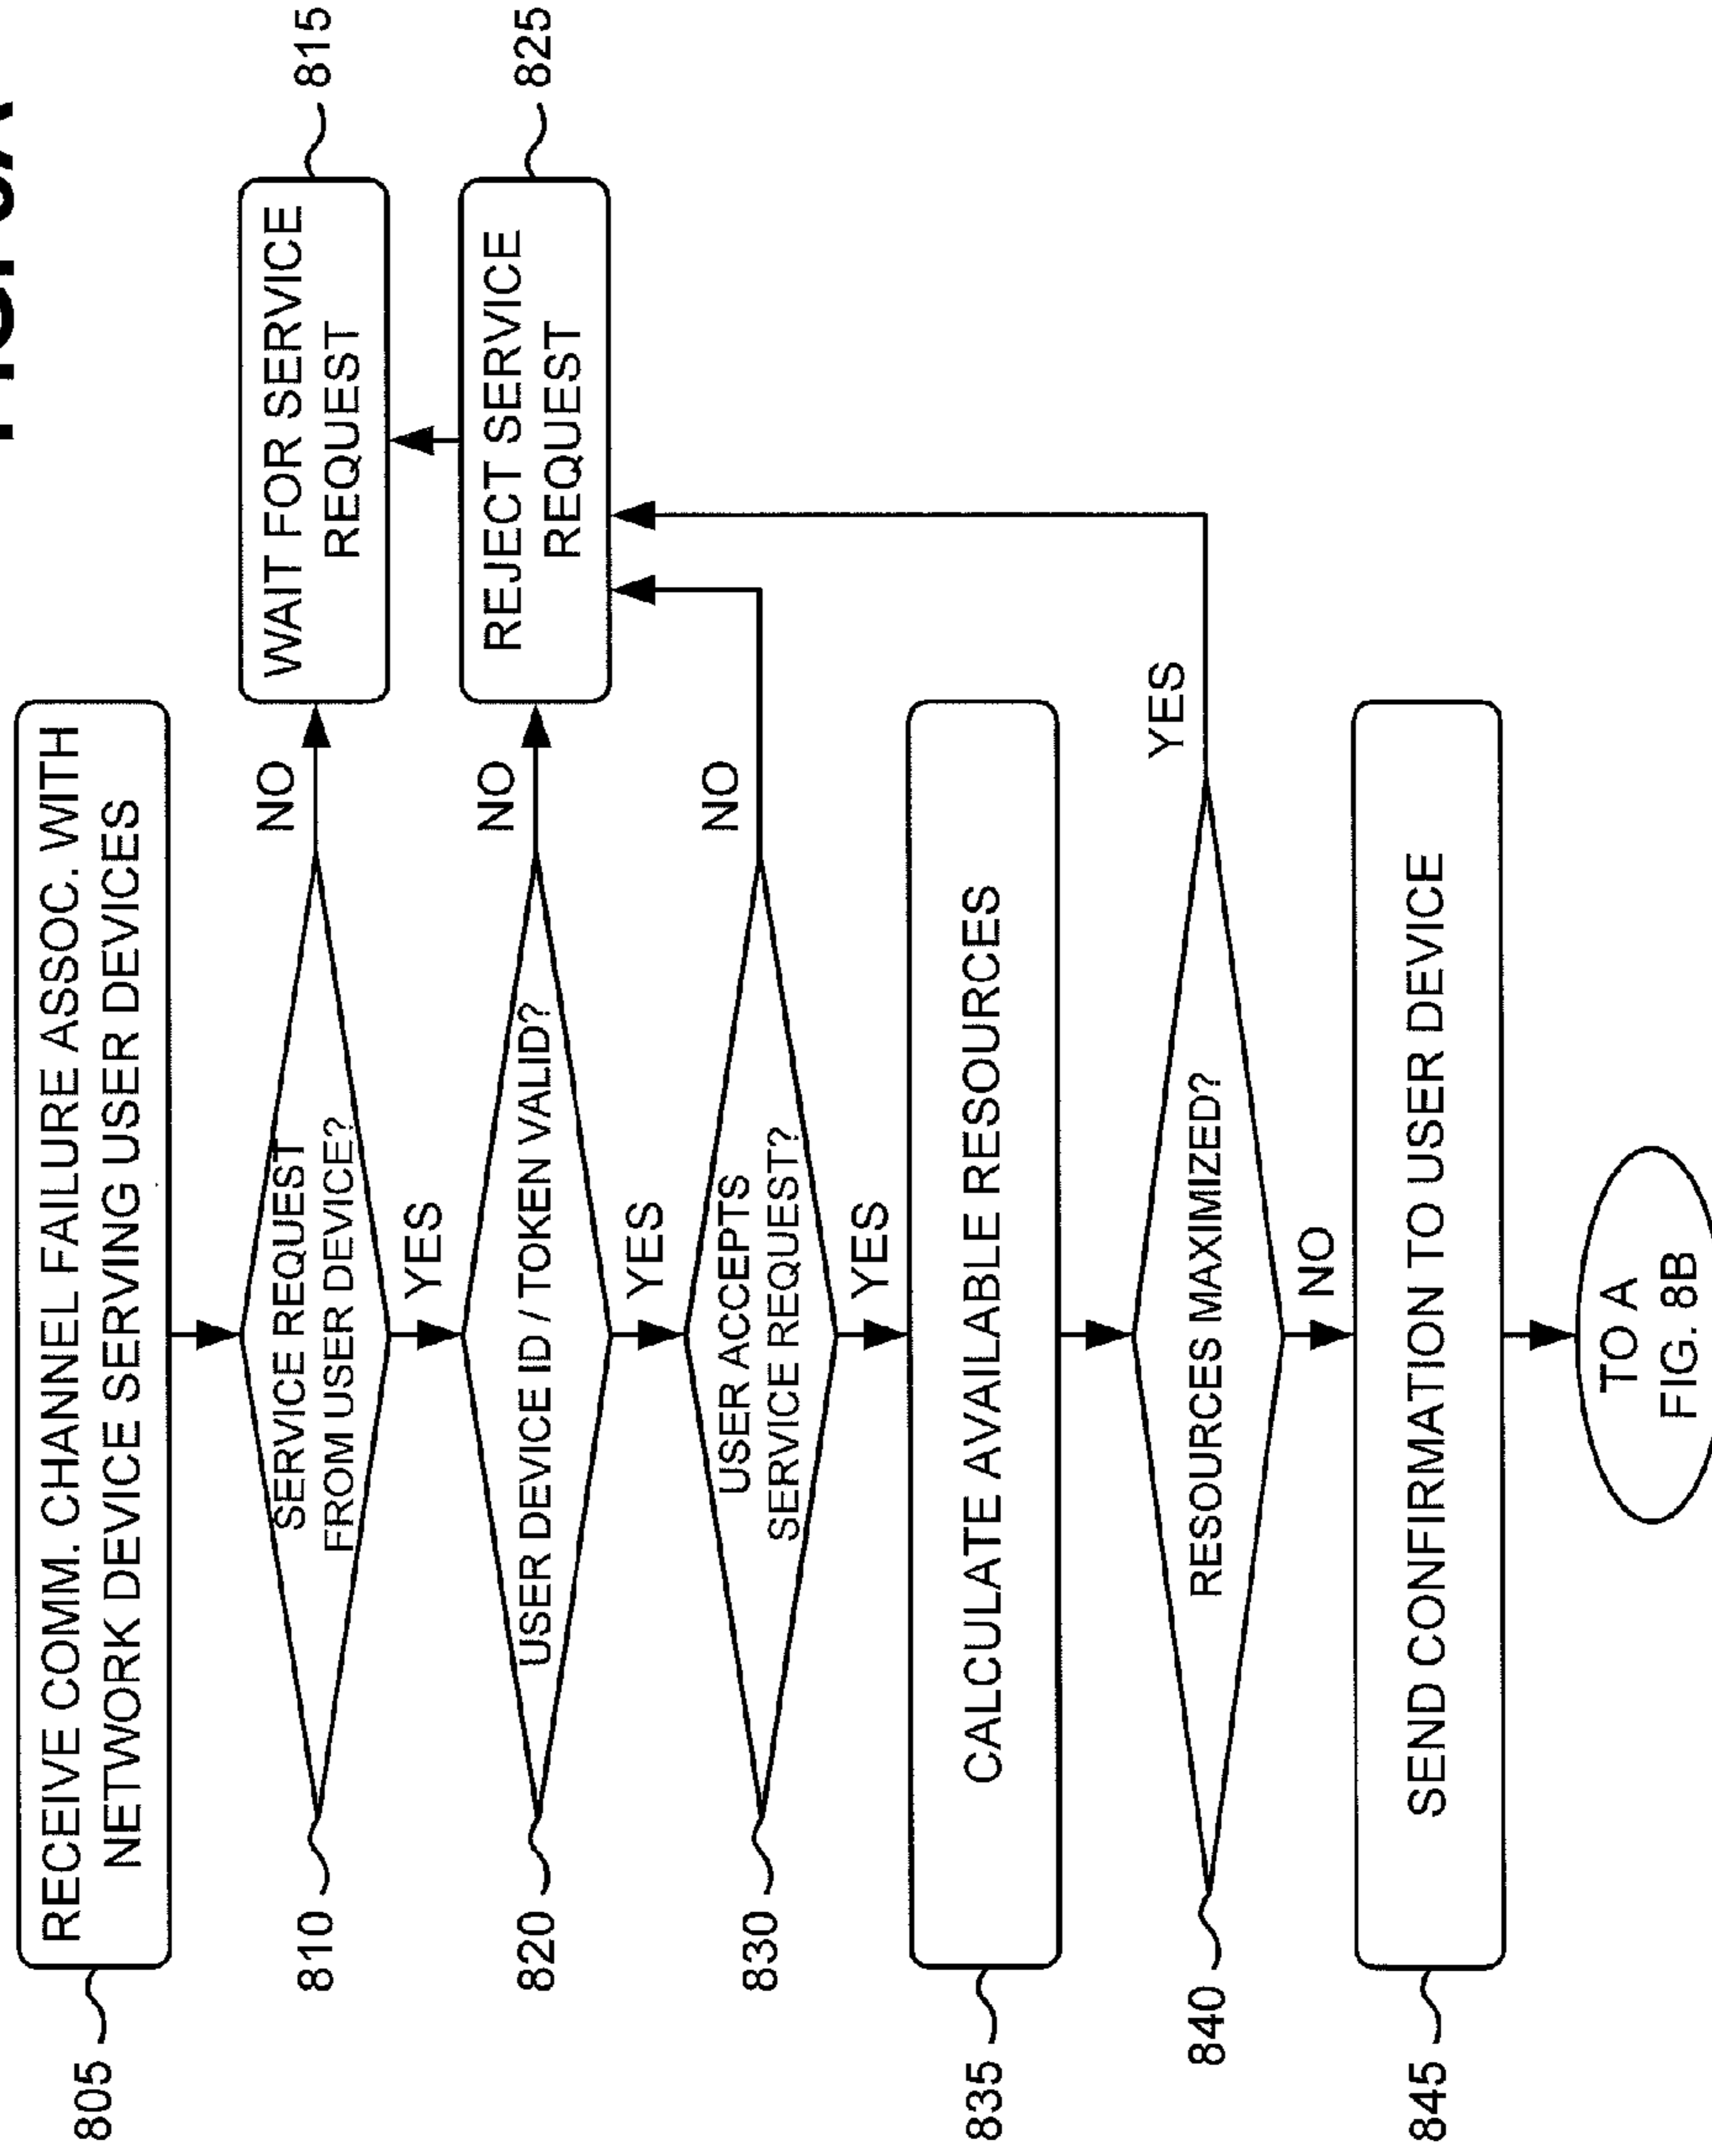 805
RECEIVE COMM. CHANNEL FAILURE ASSOC. WITH
NETWORK DEVICE SERVING USER DEVICES
810
SERVICE REQUEST
FROM USER DEVICE?
NO
WAIT FOR SERVICE
REQUEST
815
YES
820
USER DEVICE ID / TOKEN VALID?
NO
REJECT SERVICE
REQUEST
825
YES
830
USER ACCEPTS
SERVICE REQUEST?
NO
YES
835
CALCULATE AVAILABLE RESOURCES
840
RESOURCES MAXIMIZED?
YES
NO
845
SEND CONFIRMATION TO USER DEVICE
TO A
FIG. 8B